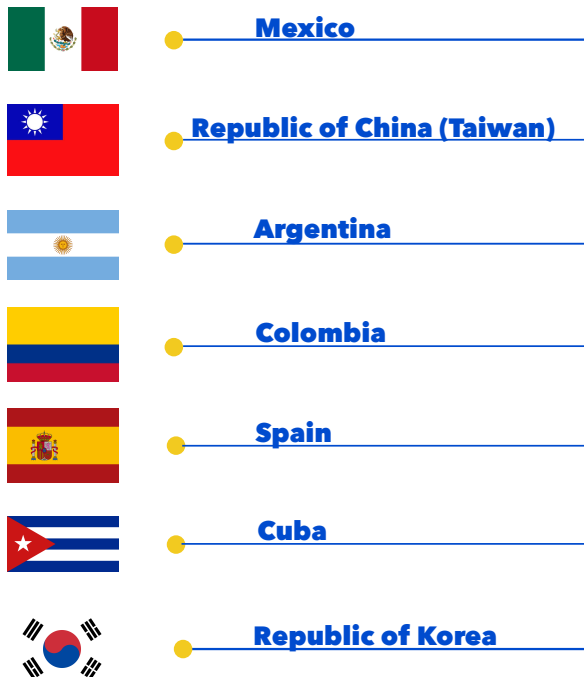 Mexico
Republic of China (Taiwan)
Argentina
Colombia
Spain
Cuba
Republic of Korea